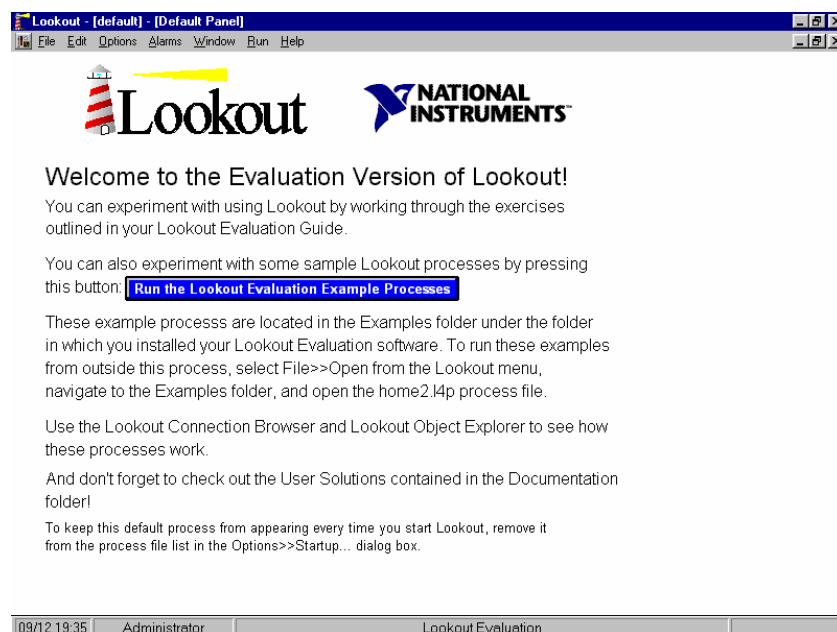 Lookout - [default] - [Default Panel]
File Edit Options Alarms Window Run Help
Lookout
NATIONAL
INSTRUMENTS™
Welcome to the Evaluation Version of Lookout!
You can experiment with using Lookout by working through the exercises
outlined in your Lookout Evaluation Guide.
You can also experiment with some sample Lookout processes by pressing
this button: Run the Lookout Evaluation Example Processes
These example processs are located in the Examples folder under the folder
in which you installed your Lookout Evaluation software. To run these examples
from outside this process, select File>>Open from the Lookout menu,
navigate to the Examples folder, and open the home2.l4p process file.
Use the Lookout Connection Browser and Lookout Object Explorer to see how
these processes work.
And don't forget to check out the User Solutions contained in the Documentation
folder!
To keep this default process from appearing every time you start Lookout, remove it
from the process file list in the Options>>Startup... dialog box.
09/12 19:35 Administrator Lookout Evaluation